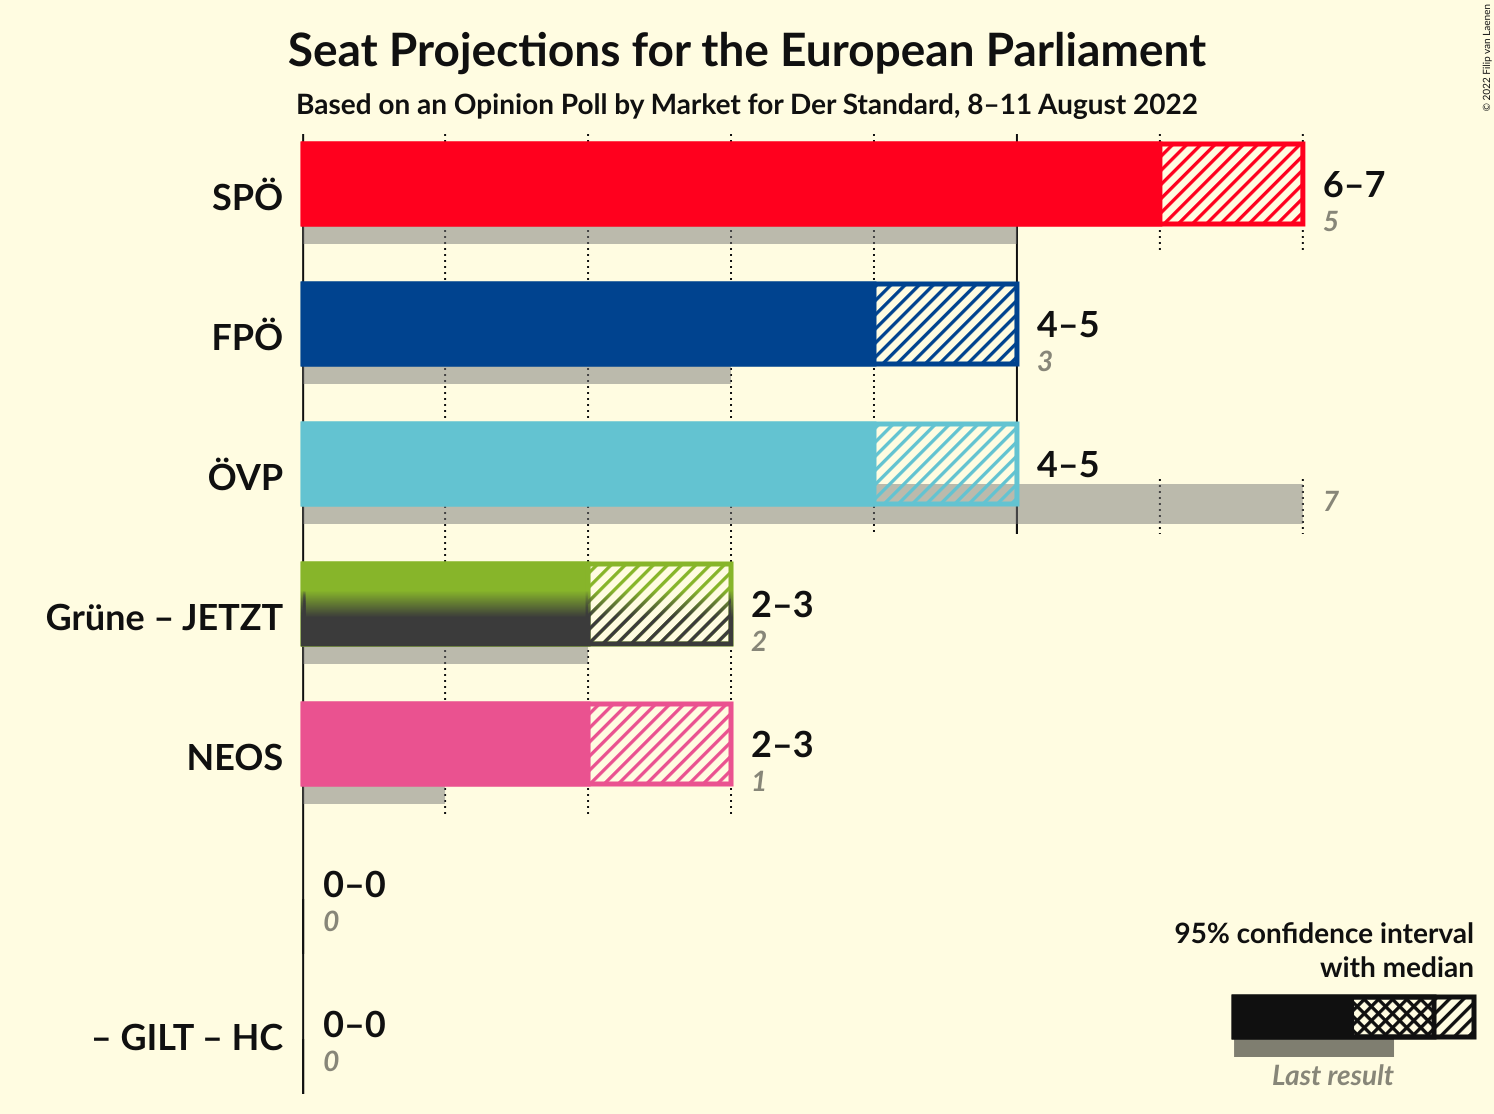 Seat Projections for the European Parliament
Based on an Opinion Poll by Market for Der Standard, 8–11 August 2022
© 2022 Filip van Laenen
SPÖ
6–7
5
FPÖ
4–5
3
ÖVP
4–5
7
Grüne – JETZT
2–3
2
NEOS
2–3
1
0–0
0
– GILT – HC
0–0
0
95% confidence interval
with median
Last result